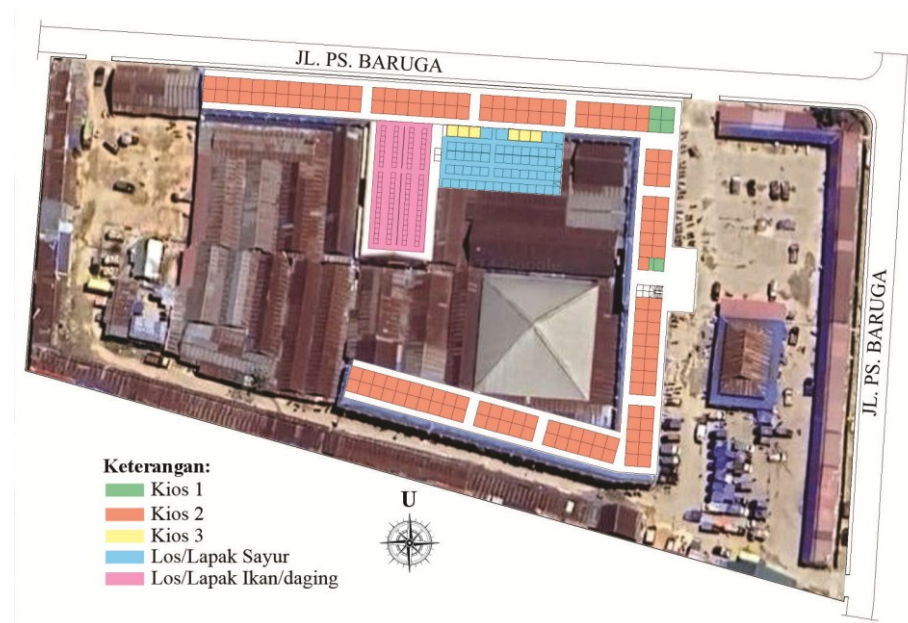 JL. PS. BARUGA
JL. PS. BARUGA
Keterangan:
Kios 1
Kios 2
Kios 3
Los/Lapak Sayur
Los/Lapak Ikan/daging
U